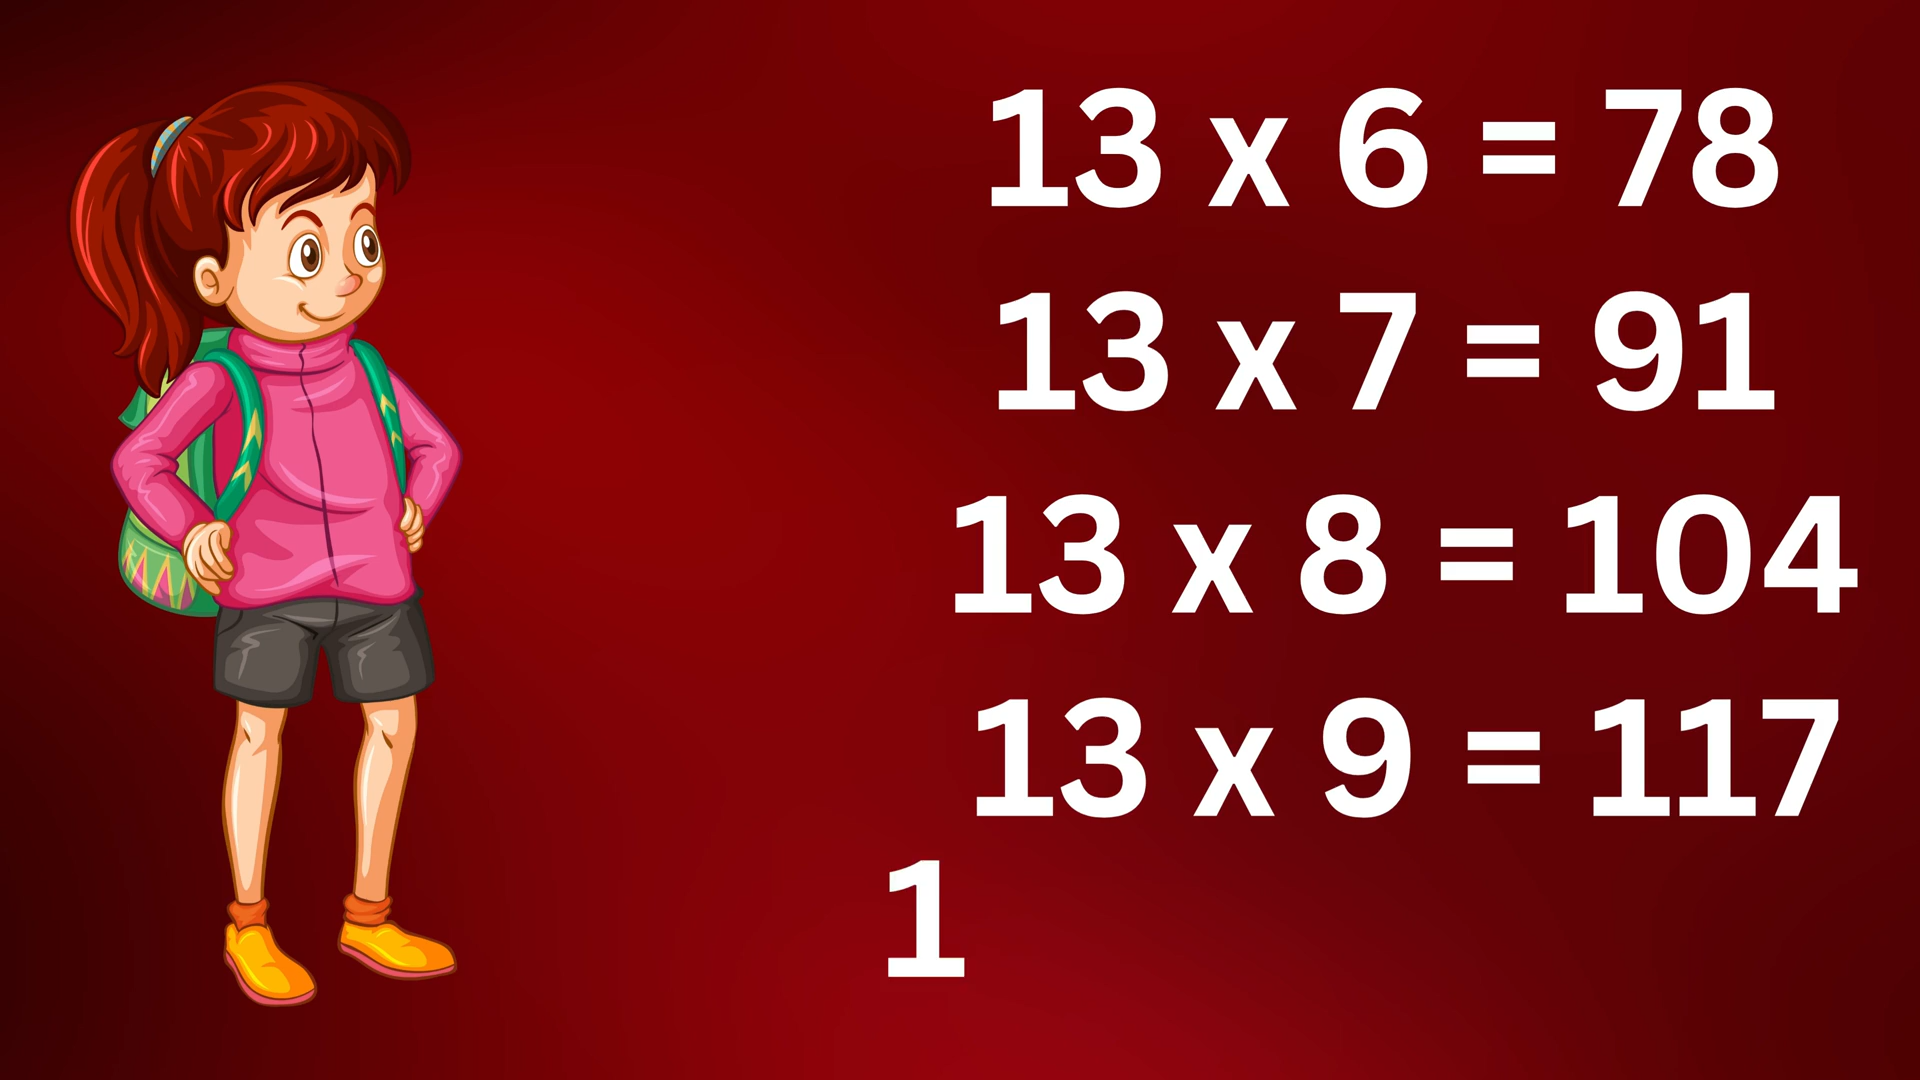 13 x 6 = 78
13 x 7 = 91
13 x 8 = 104
13 x 9 = 117
1